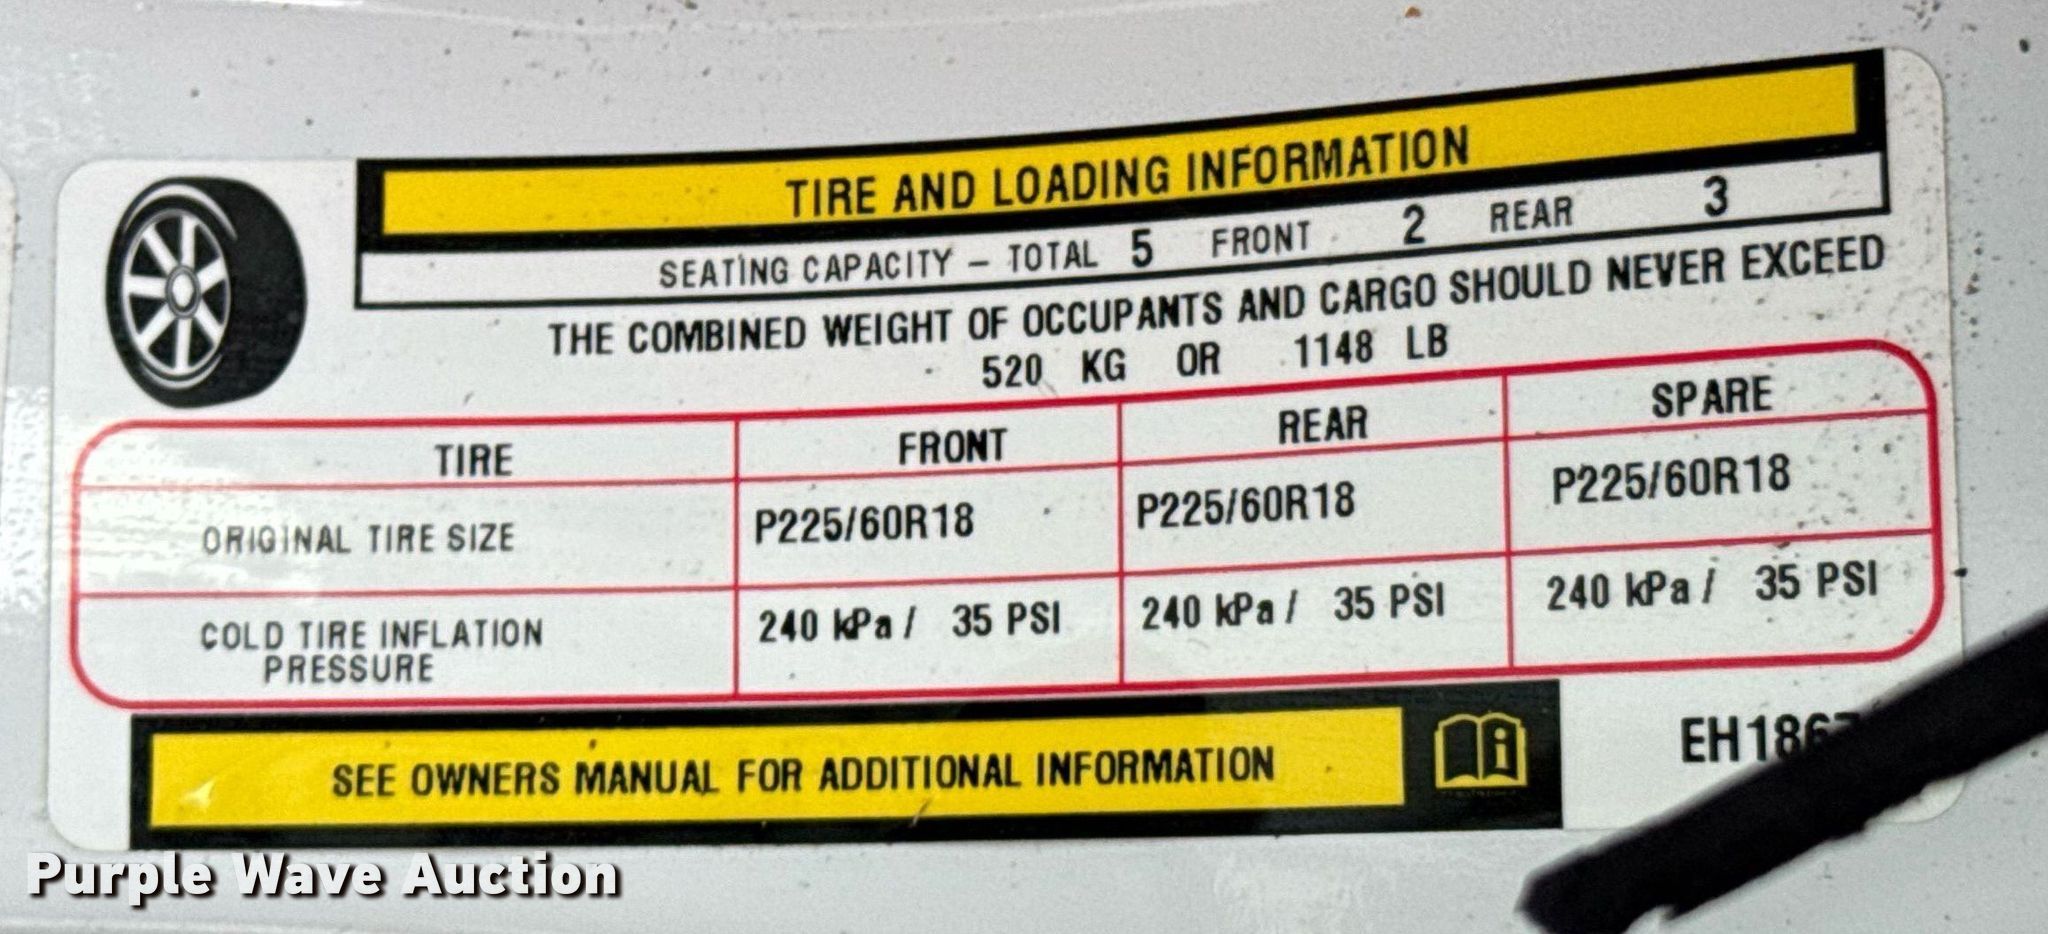 TIRE AND LOADING INFORMATION
SEATING CAPACITY – TOTAL 5 FRONT 2 REAR 3
THE COMBINED WEIGHT OF OCCUPANTS AND CARGO SHOULD NEVER EXCEED
520 KG OR 1148 LB
TIRE FRONT REAR SPARE
ORIGINAL TIRE SIZE P225/60R18 P225/60R18 P225/60R18
COLD TIRE INFLATION PRESSURE 240 kPa / 35 PSI 240 kPa / 35 PSI 240 kPa / 35 PSI
SEE OWNERS MANUAL FOR ADDITIONAL INFORMATION
Purple Wave Auction